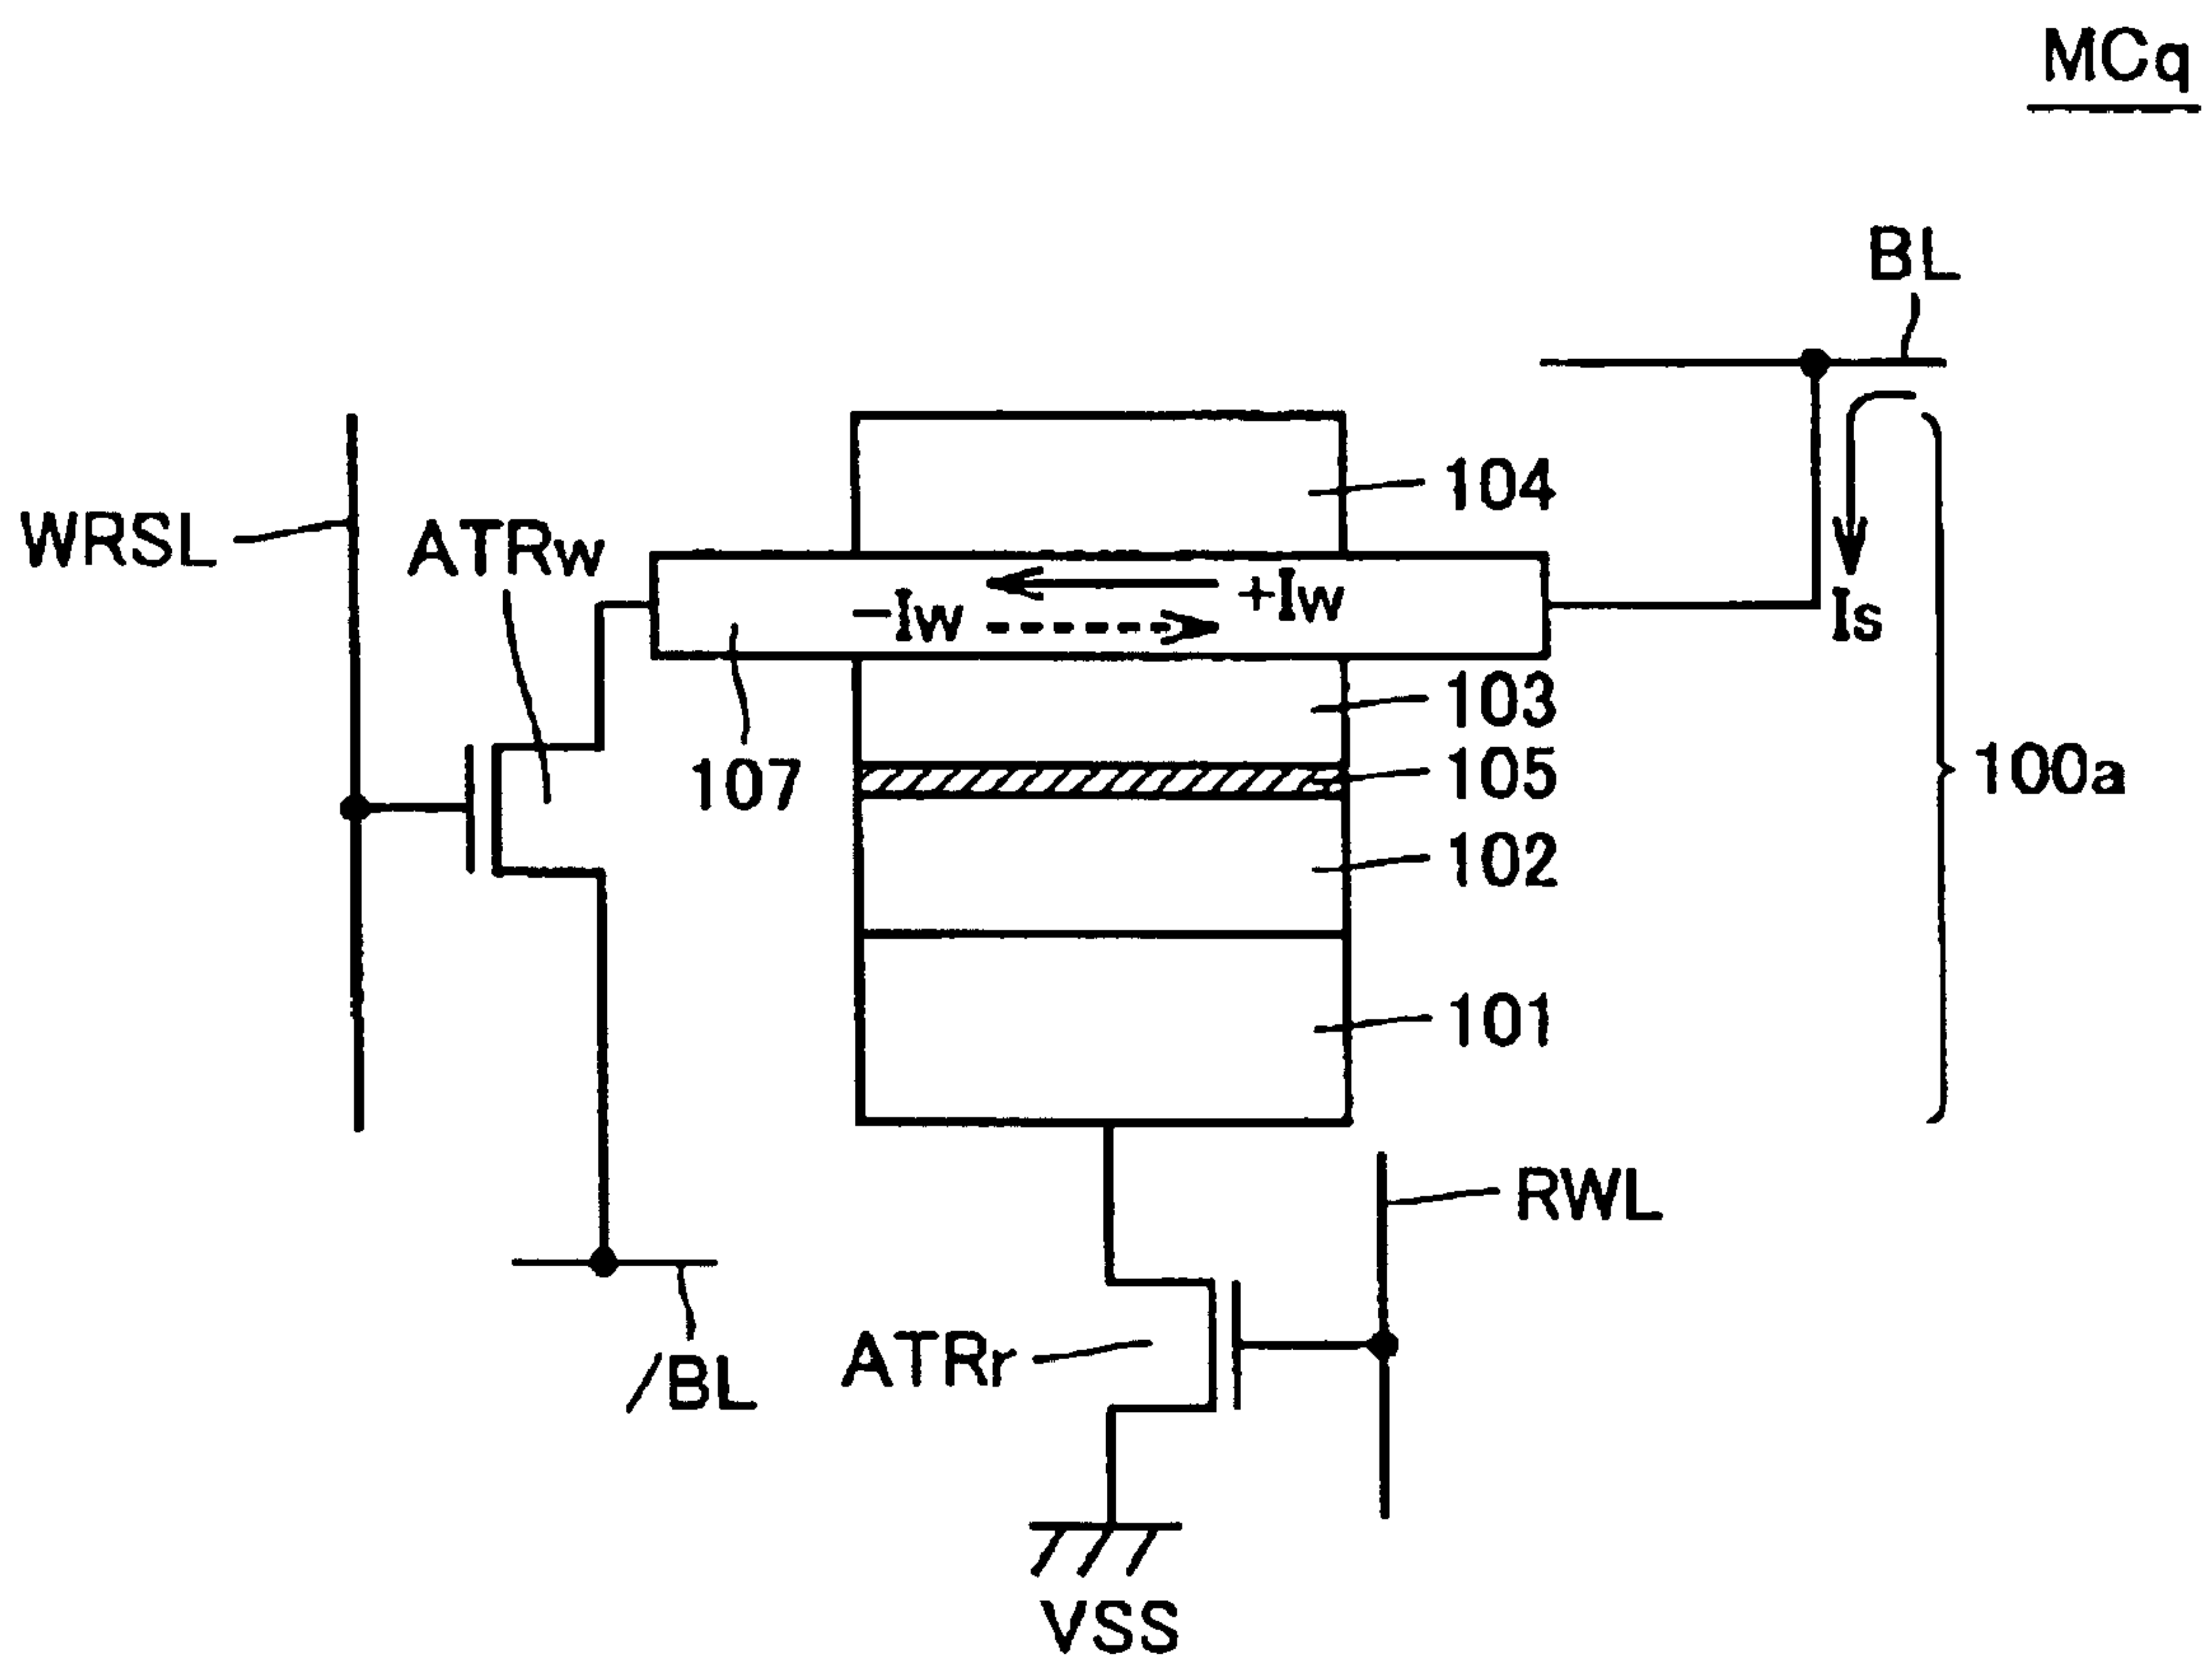 MCq
BL
WRSL
ATRw
104
+Iw
-Iw
Is
103
105
107
100a
102
101
RWL
ATRr
/BL
VSS